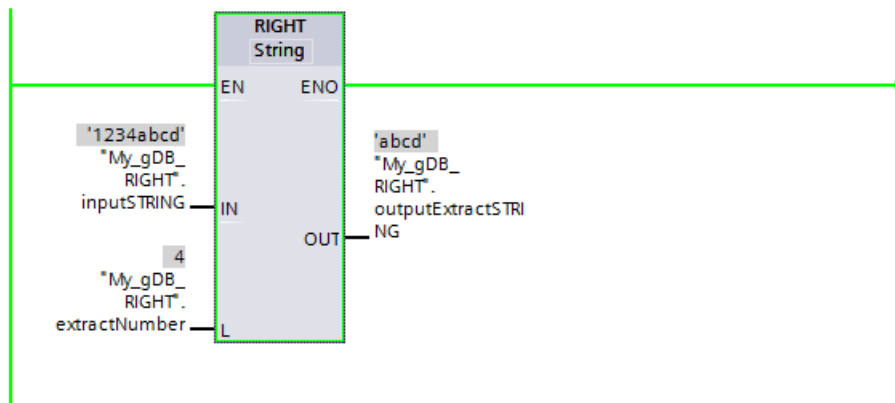 RIGHT
String
EN ENO
'1234abcd'
"My_gDB_
RIGHT".
inputSTRING
IN
'abcd'
"My_gDB_
RIGHT".
outputExtractSTRI
NG
OUT
4
"My_gDB_
RIGHT".
extractNumber
L